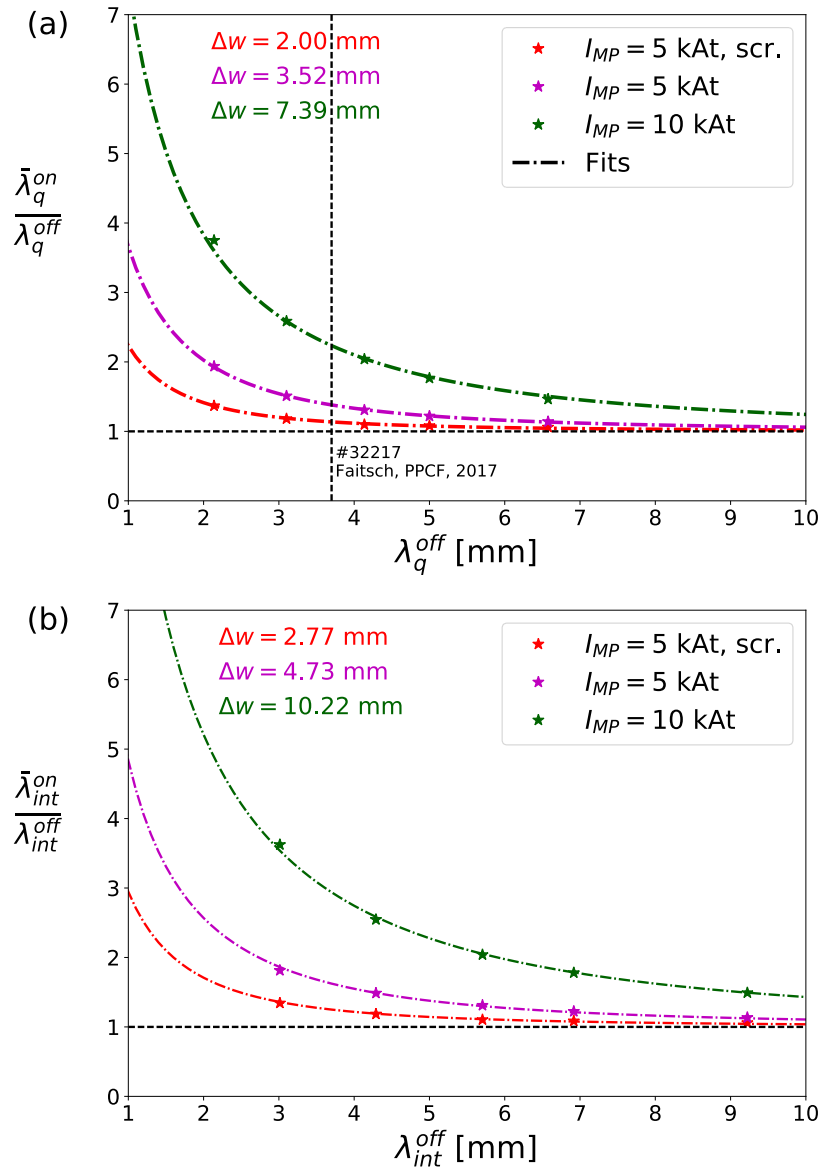 (a)
7
6
5
4
3
2
1
0
Δw = 2.00 mm
Δw = 3.52 mm
Δw = 7.39 mm
I_MP = 5 kAt, scr.
I_MP = 5 kAt
I_MP = 10 kAt
Fits
λ̄_q^on
λ_q^off
#32217
Faitsch, PPCF, 2017
1 2 3 4 5 6 7 8 9 10
λ_q^off [mm]
(b)
7
6
5
4
3
2
1
0
Δw = 2.77 mm
Δw = 4.73 mm
Δw = 10.22 mm
I_MP = 5 kAt, scr.
I_MP = 5 kAt
I_MP = 10 kAt
λ̄_int^on
λ_int^off
1 2 3 4 5 6 7 8 9 10
λ_int^off [mm]